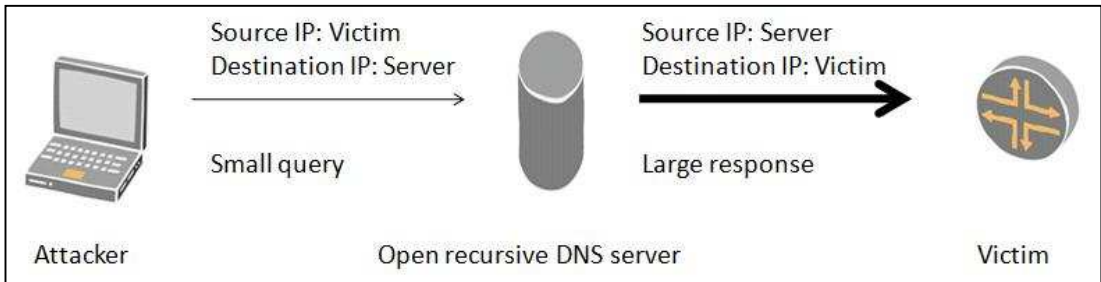 Source IP: Victim
Destination IP: Server
Small query
Source IP: Server
Destination IP: Victim
Large response
Attacker
Open recursive DNS server
Victim